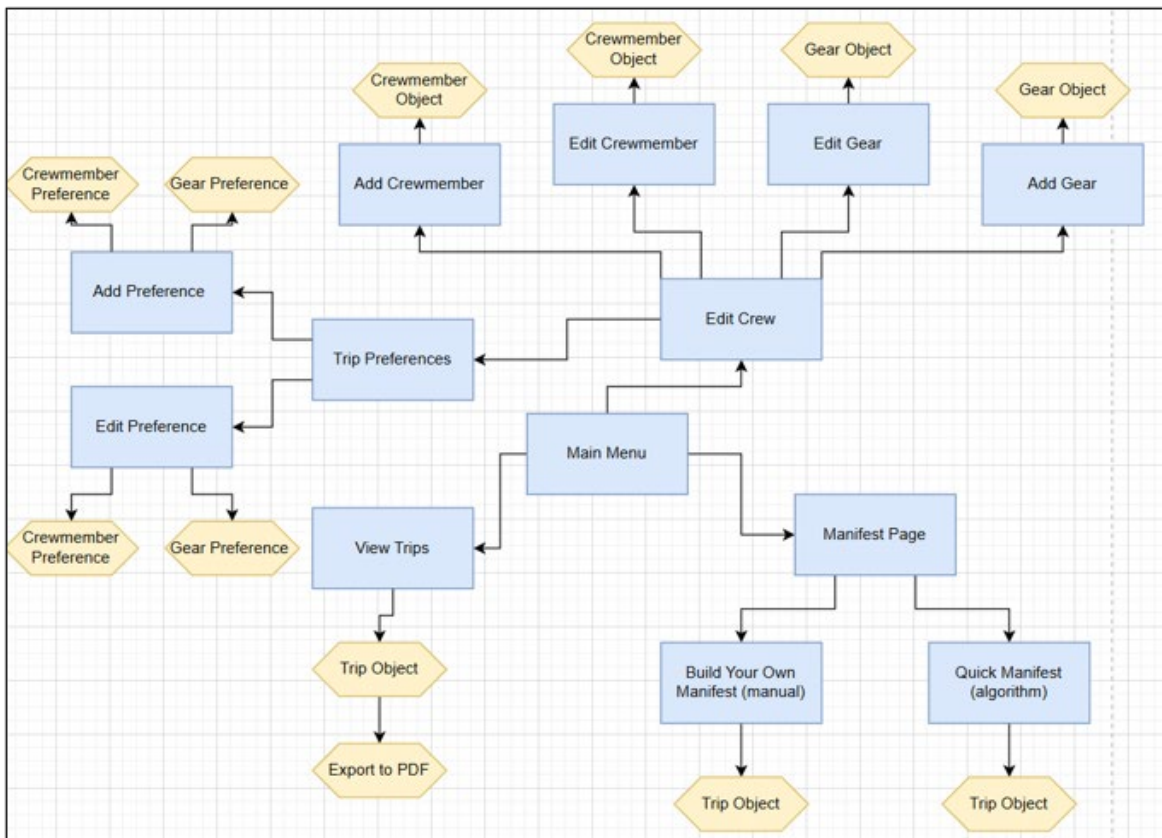 Crewmember
Object
Gear Object
Crewmember
Object
Gear Object
Edit Crewmember
Edit Gear
Add Crewmember
Add Gear
Crewmember
Preference
Gear Preference
Add Preference
Edit Crew
Trip Preferences
Edit Preference
Main Menu
Crewmember
Preference
Gear Preference
View Trips
Manifest Page
Trip Object
Build Your Own
Manifest (manual)
Quick Manifest
(algorithm)
Export to PDF
Trip Object
Trip Object